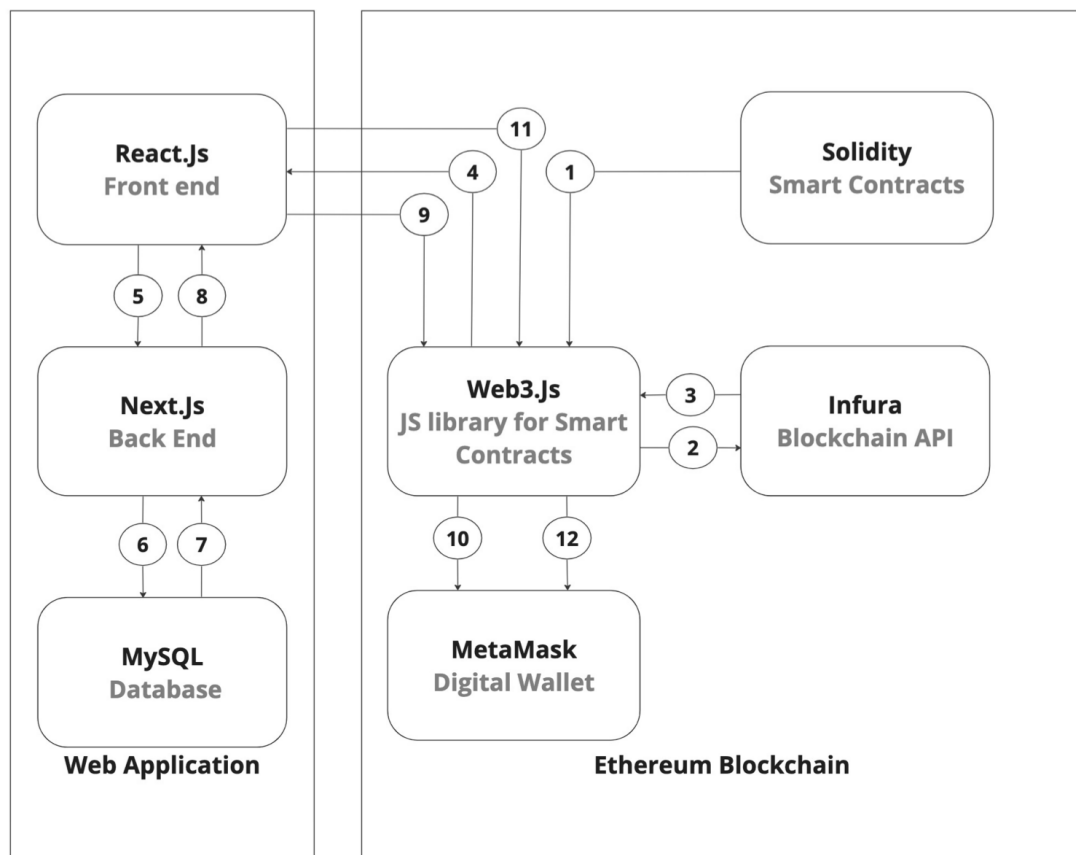 React.Js
Front end
11
4
1
9
Solidity
Smart Contracts
5
8
Next.Js
Back End
Web3.Js
JS library for Smart
Contracts
3
2
Infura
Blockchain API
6
7
10
12
MySQL
Database
MetaMask
Digital Wallet
Web Application
Ethereum Blockchain